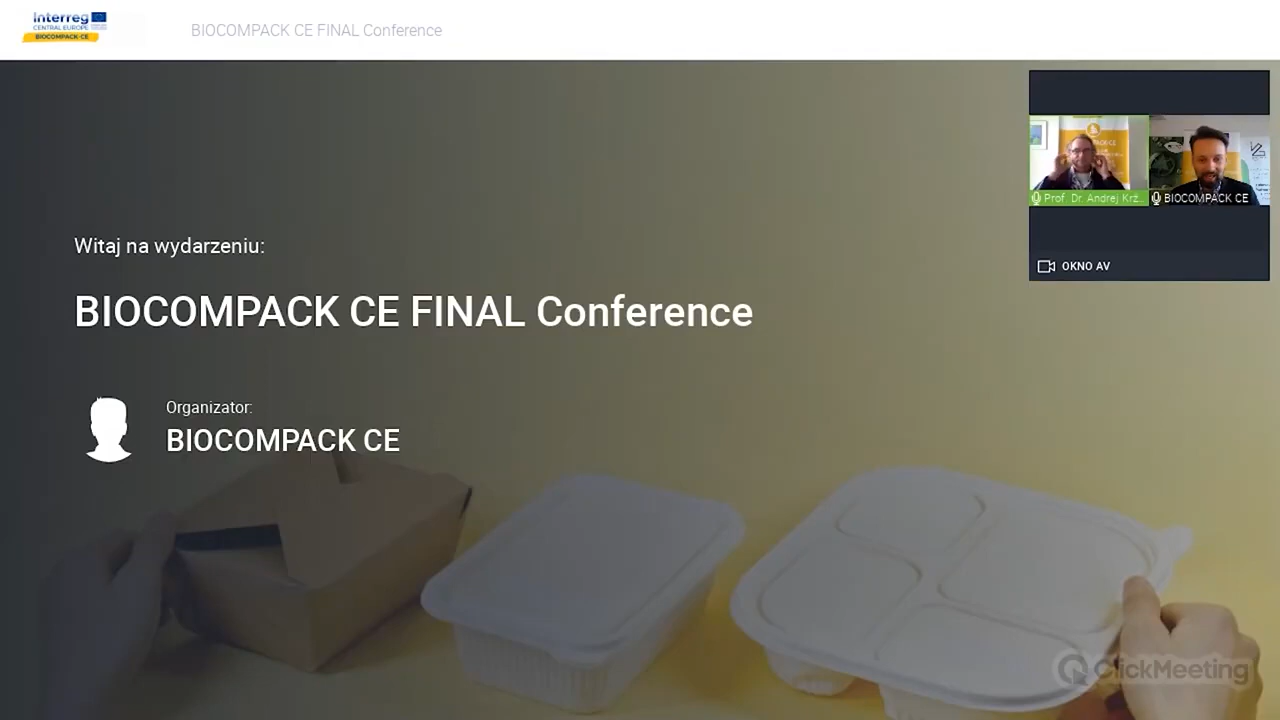 Interreg
CENTRAL EUROPE
BIOCOMPACK-CE
BIOCOMPACK CE FINAL Conference
Prof. Dr. Andrej Krž...
BIOCOMPACK CE
OKNO AV
Witaj na wydarzeniu:
BIOCOMPACK CE FINAL Conference
Organizator:
BIOCOMPACK CE
ClickMeeting